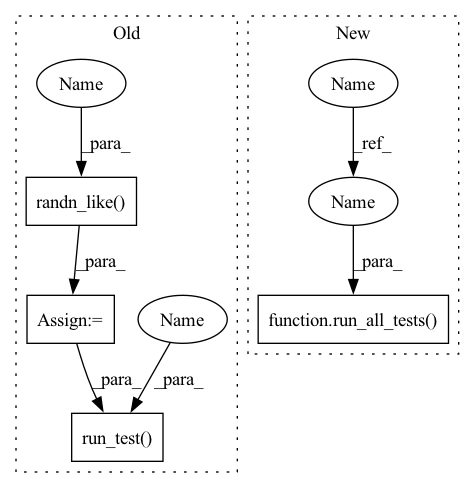 Old
New
Name
Name
_para_
_ref_
randn_like()
Name
_para_
_para_
Assign:=
Name
function.run_all_tests()
_para_
_para_
run_test()